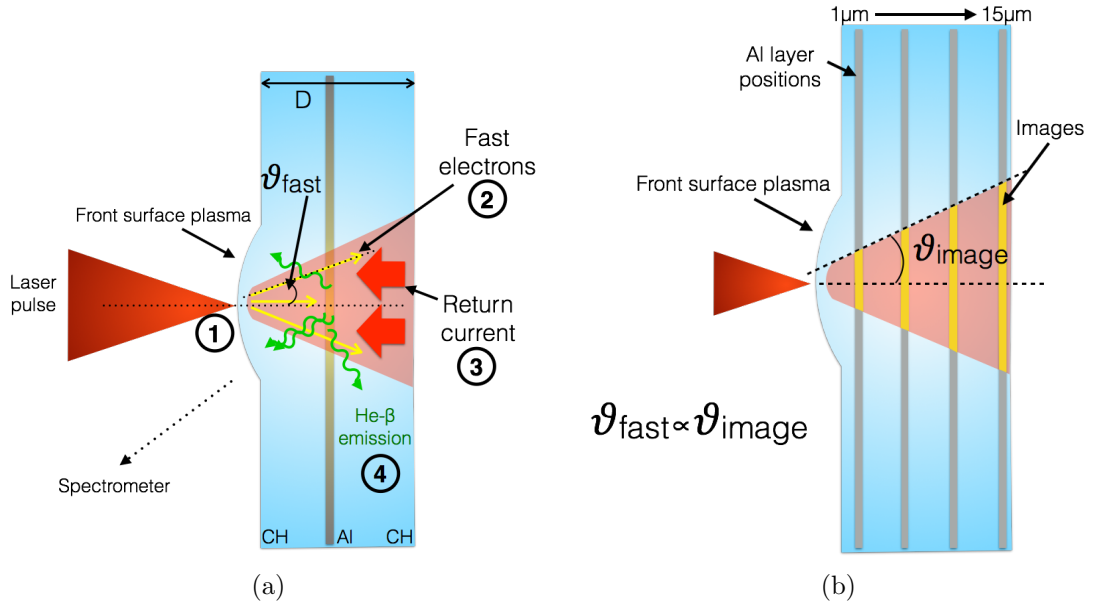 D
ϑfast
Fast
electrons
2
Front surface plasma
Laser
pulse
1
Return
current
3
He-β
emission
4
Spectrometer
CH
Al
CH
(a)
1μm
15μm
Al layer
positions
Images
Front surface plasma
ϑimage
ϑfast∝ϑimage
(b)